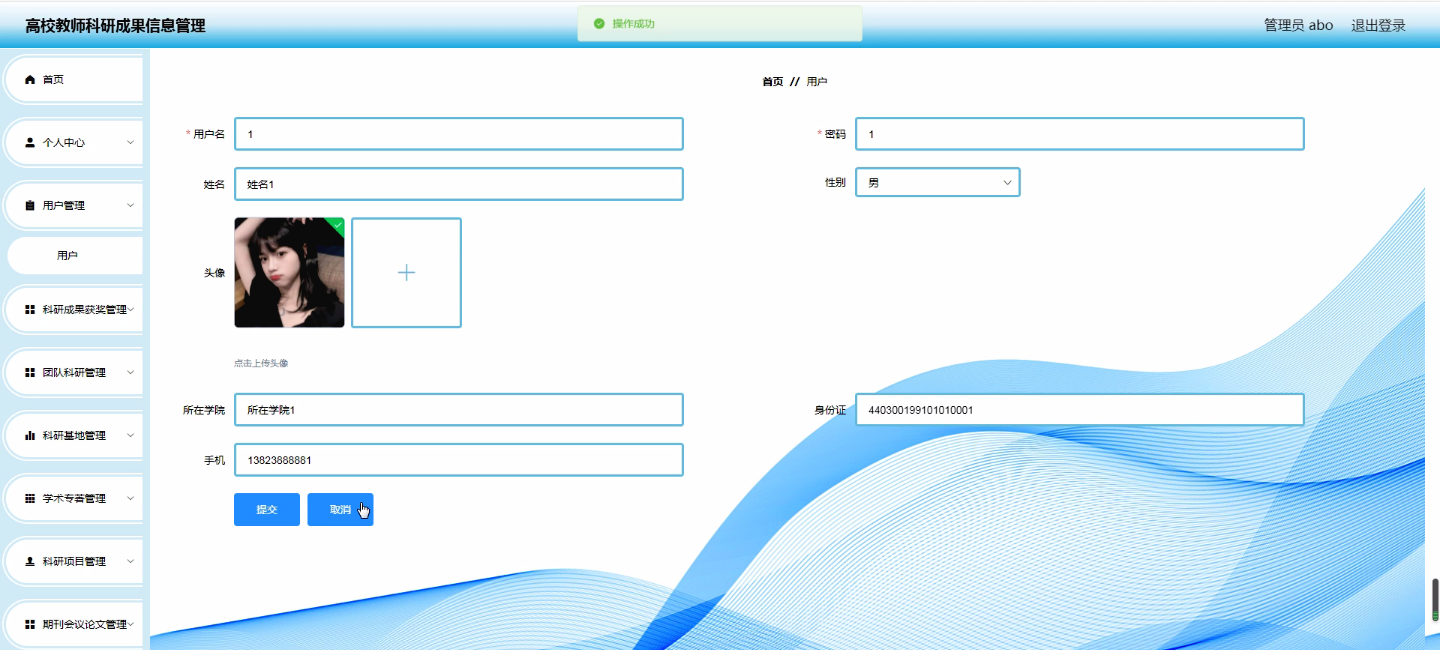 高校教师科研成果信息管理
操作成功
管理员 abo
退出登录
首页
个人中心
用户管理
用户
科研成果获奖管理
团队科研管理
科研基地管理
学术专著管理
科研项目管理
期刊会议论文管理
首页 // 用户
* 用户名 1
* 密码 1
姓名 姓名1
性别 男
头像
点击上传头像
所在学院 所在学院1
身份证 440300199101010001
手机 13823888881
提交
取消